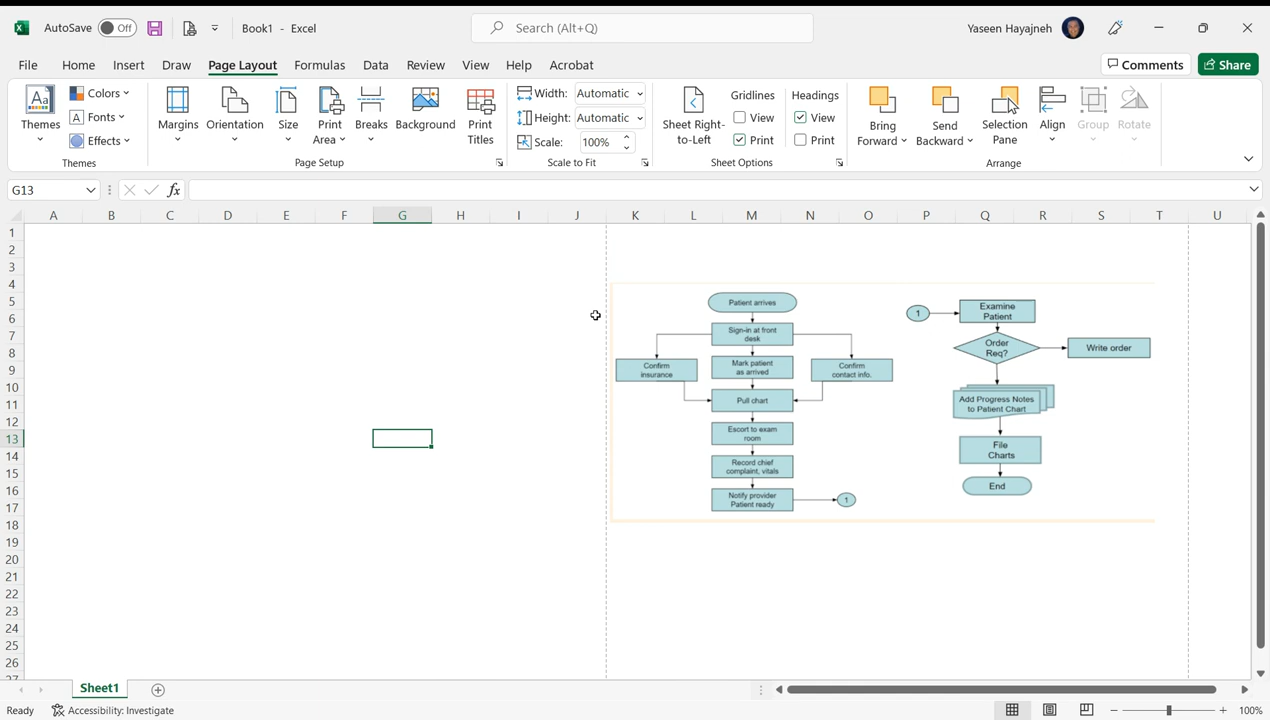 AutoSave Off Book1 - Excel Search (Alt+Q) Yaseen Hayajneh
File Home Insert Draw Page Layout Formulas Data Review View Help Acrobat Comments Share
Themes
Colors
Fonts
Effects
Themes
Margins
Orientation
Size
Print
Area
Breaks
Background
Print
Titles
Page Setup
Width: Automatic
Height: Automatic
Scale: 100%
Scale to Fit
Sheet Right-
to-Left
Gridlines
View
Print
Headings
View
Print
Sheet Options
Bring
Forward
Send
Backward
Selection
Pane
Align
Group
Rotate
Arrange
G13 fx
A B C D E F G H I J K L M N O P Q R S T U
1
2
3
4
5
6
7
8
9
10
11
12
13
14
15
16
17
18
19
20
21
22
23
24
25
26
27
Patient arrives
Sign-in at front
desk
Confirm
insurance
Mark patient
as arrived
Confirm
contact info.
Pull chart
Escort to exam
room
Record chief
complaint, vitals
Notify provider
Patient ready
1
1
Examine
Patient
Order
Req?
Write order
Add Progress Notes
to Patient Chart
File
Charts
End
Sheet1
Ready Accessibility: Investigate 100%